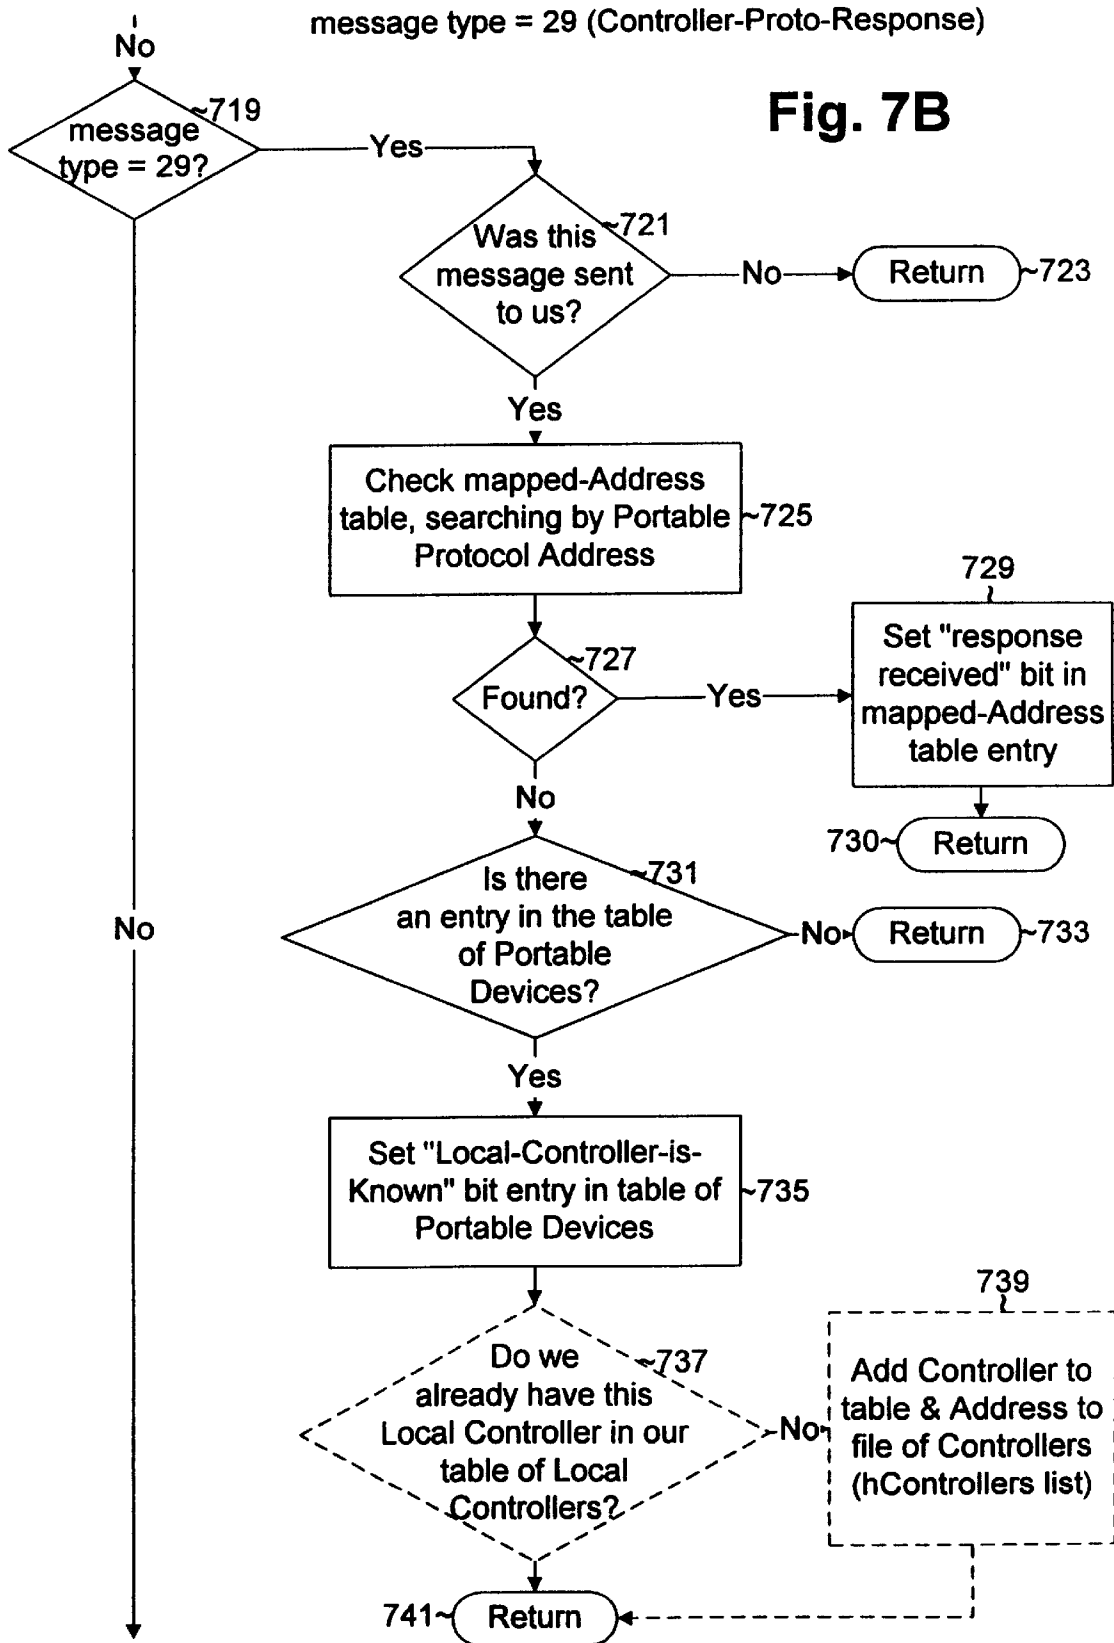 message type = 29 (Controller-Proto-Response)
No
Fig. 7B
~719
message
type = 29?
Yes
~721
Was this
message sent
to us?
No
Return
~723
Yes
Check mapped-Address
table, searching by Portable
Protocol Address
~725
729
~
Set "response
received" bit in
mapped-Address
table entry
~727
Found?
Yes
No
730~
Return
~731
Is there
an entry in the table
of Portable
Devices?
No
Return
~733
No
Yes
Set "Local-Controller-is-
Known" bit entry in table of
Portable Devices
~735
739
~
~737
Do we
already have this
Local Controller in our
table of Local
Controllers?
No
Add Controller to
table & Address to
file of Controllers
(hControllers list)
741~
Return